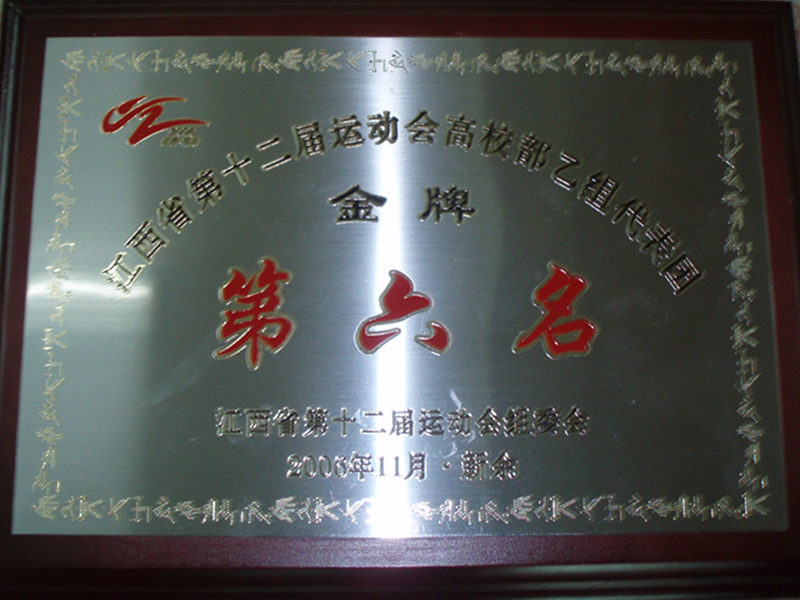 江西省第十二届运动会高校部乙组代表团
金牌
第六名
江西省第十二届运动会组委会
2006年11月·新余